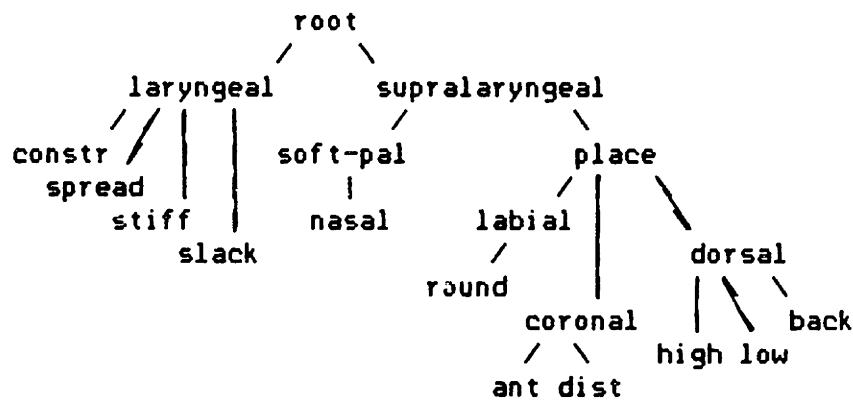 root
laryngeal supralaryngeal
constr soft-pal place
spread
stiff nasal labial
slack dorsal
round
coronal back
high low
ant dist